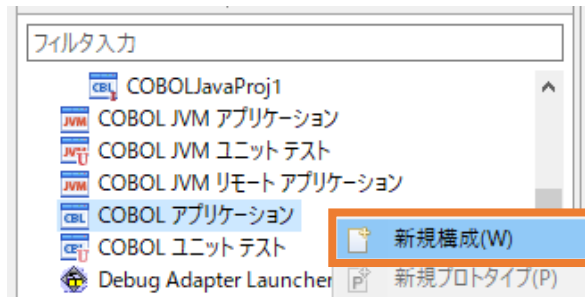 フィルタ入力
COBOLJavaProj1
COBOL JVM アプリケーション
COBOL JVM ユニット テスト
COBOL JVM リモート アプリケーション
COBOL アプリケーション
新規構成(W)
COBOL ユニット テスト
新規プロトタイプ(P)
Debug Adapter Launcher